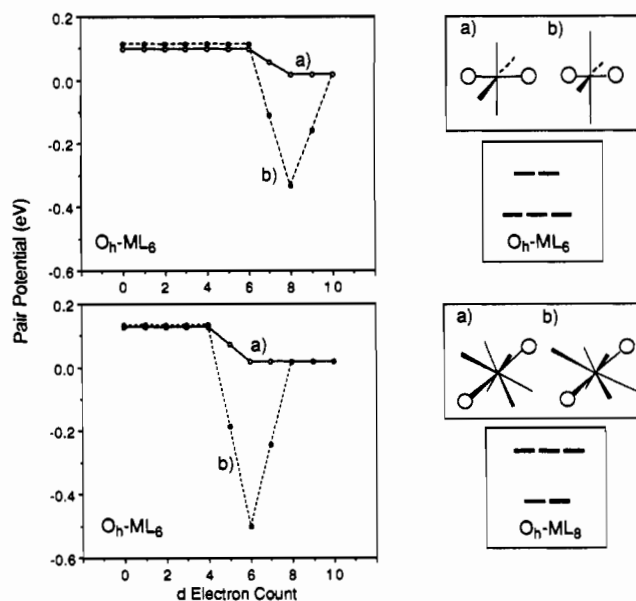 Pair Potential (eV)
0.2
0.0
-0.2
-0.4
-0.6
a)
b)
Oh-ML6
0 2 4 6 8 10
a) b)
Oh-ML6
0.2
0.0
-0.2
-0.4
-0.6
a)
b)
Oh-ML6
0 2 4 6 8 10
d Electron Count
a) b)
Oh-ML8